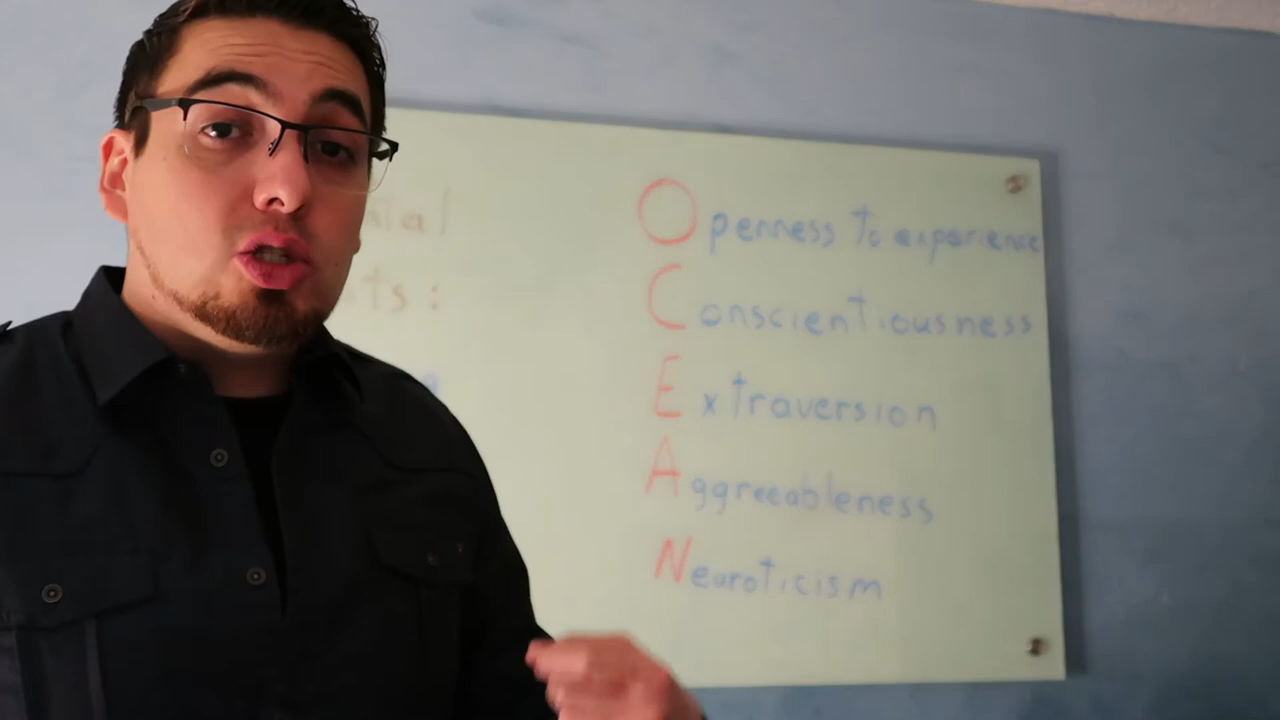 Openness to experience
Conscientiousness
Extraversion
Aggreeableness
Neuroticism